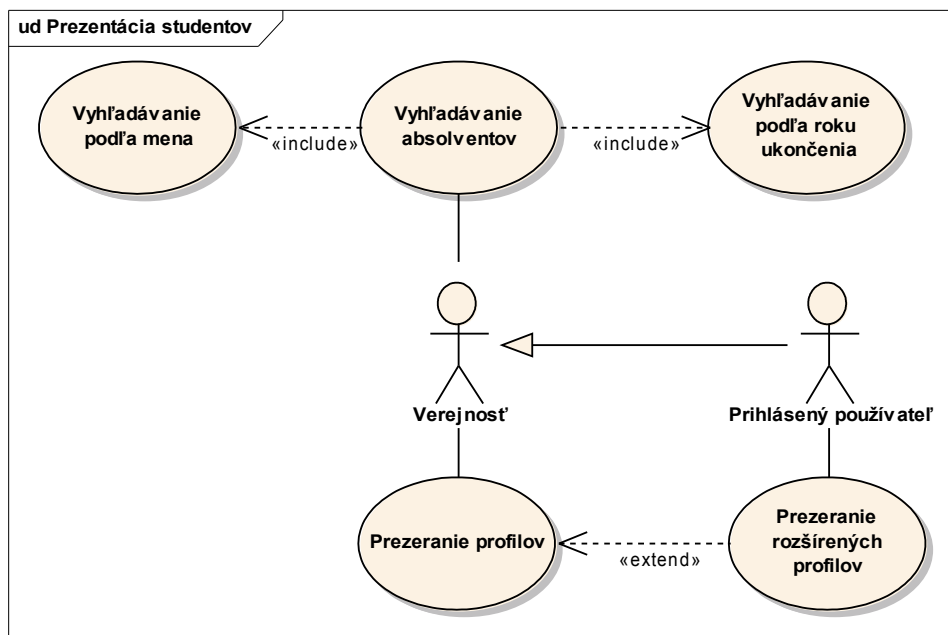 ud Prezentácia studentov
Vyhľadávanie
podľa mena
«include»
Vyhľadávanie
absolventov
«include»
Vyhľadávanie
podľa roku
ukončenia
Verejnosť
Prihlásený používateľ
Prezeranie profilov
«extend»
Prezeranie
rozšírených
profilov